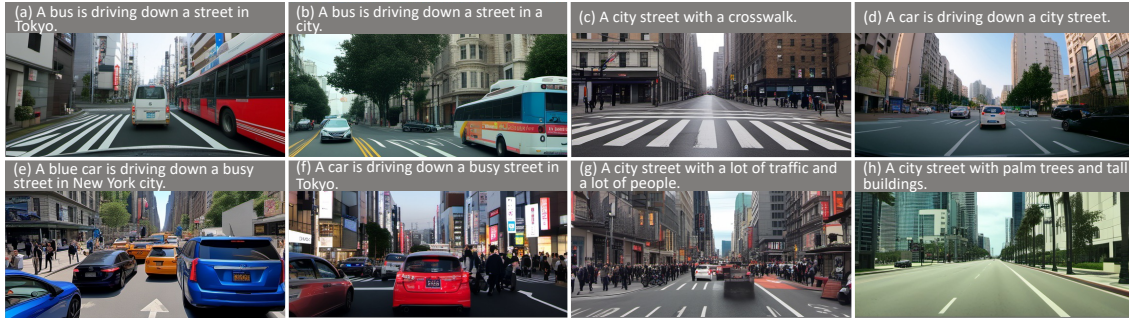 (a) A bus is driving down a street in
Tokyo.
(b) A bus is driving down a street in a
city.
(c) A city street with a crosswalk.
(d) A car is driving down a city street.
(e) A blue car is driving down a busy
street in New York city.
(f) A car is driving down a busy street in
Tokyo.
(g) A city street with a lot of traffic and
a lot of people.
(h) A city street with palm trees and tall
buildings.